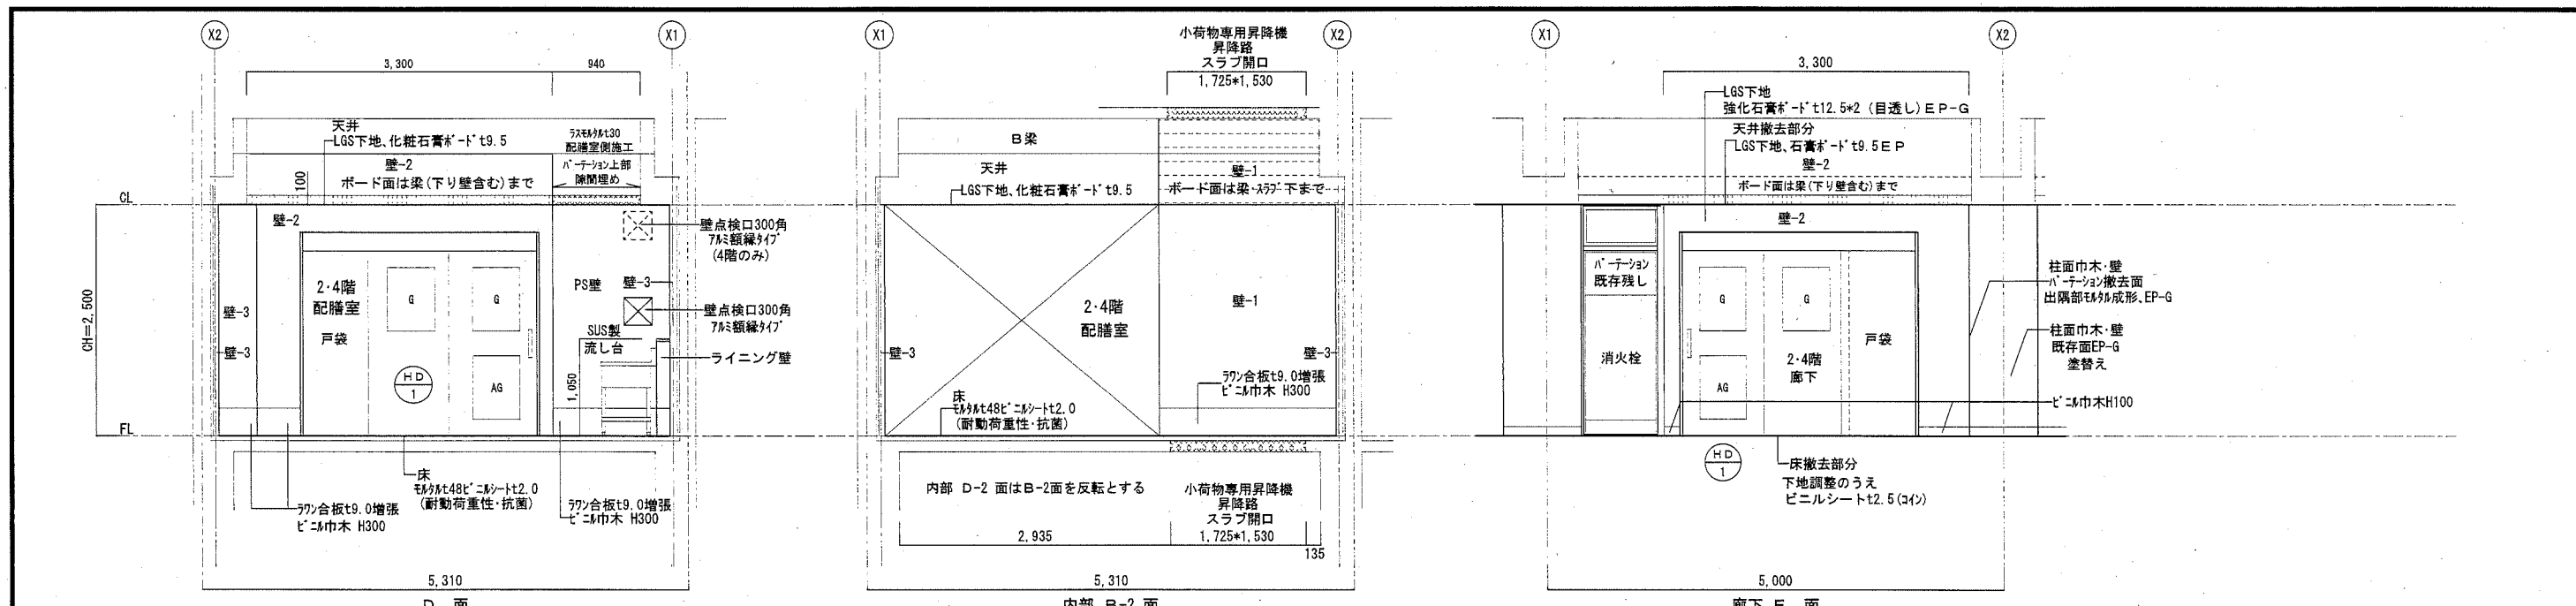 X2
X1
3,300
940
天井
LGS下地、化粧石膏ボードt9.5
ラスモルタルt30
配膳室側施工
壁-2
ボード面は梁(下り壁含む)まで
パーテーション上部
隙間埋め
100
CL
CH=2,500
FL
壁-2
壁点検口300角
アルミ額縁タイプ
(4階のみ)
PS壁
壁-3
2・4階
配膳室
戸袋
G
G
AG
HD
1
壁-3
壁-3
壁点検口300角
アルミ額縁タイプ
SUS製
流し台
ライニング壁
1,050
床
モルタルt48ビニルシートt2.0
(耐動荷重性・抗菌)
ラワン合板t9.0増張
ビニル巾木 H300
ラワン合板t9.0増張
ビニル巾木 H300
5,310
D 面
X1
X2
小荷物専用昇降機
昇降路
スラブ開口
1,725*1,530
B梁
天井
LGS下地、化粧石膏ボードt9.5
壁-1
ボード面は梁・スラブ下まで
2・4階
配膳室
壁-1
壁-3
壁-3
ラワン合板t9.0増張
ビニル巾木 H300
床
モルタルt48ビニルシートt2.0
(耐動荷重性・抗菌)
内部 D-2 面はB-2面を反転とする
小荷物専用昇降機
昇降路
スラブ開口
2,935
1,725*1,530
135
5,310
内部 B-2 面
X1
X2
3,300
LGS下地
強化石膏ボードt12.5*2 (目透し)EP-G
天井撤去部分
LGS下地、石膏ボードt9.5EP
壁-2
ボード面は梁(下り壁含む)まで
壁-2
パーテーション
既存残し
消火栓
G
G
AG
2・4階
廊下
戸袋
柱面巾木・壁
パーテーション撤去面
出隅部モルタル成形、EP-G
柱面巾木・壁
既存面EP-G
塗替え
ビニル巾木H100
HD
1
床撤去部分
下地調整のうえ
ビニルシートt2.5(コイン)
5,000
廊下 E 面